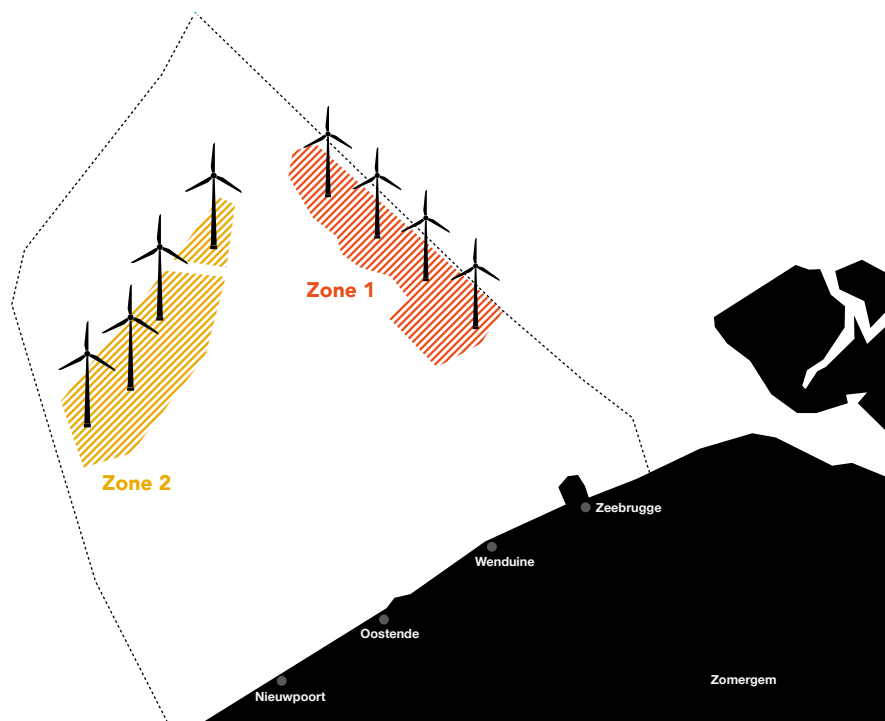 Zone 1
Zone 2
Zeebrugge
Wenduine
Oostende
Zomergem
Nieuwpoort